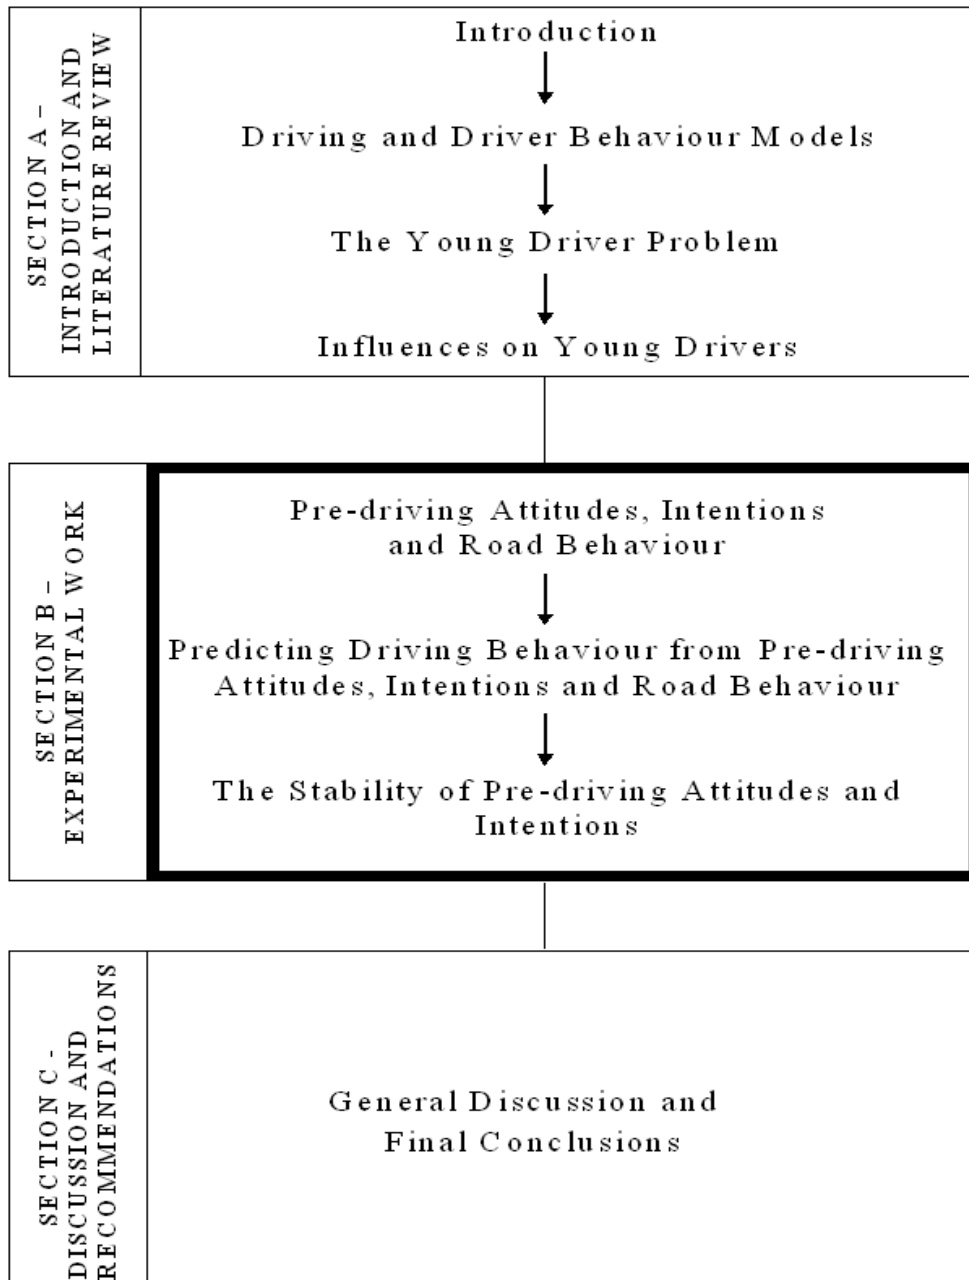 SECTION A –
INTRODUCTION AND
LITERATURE REVIEW
Introduction
Driving and Driver Behaviour Models
The Young Driver Problem
Influences on Young Drivers
SECTION B –
EXPERIMENTAL WORK
Pre-driving Attitudes, Intentions
and Road Behaviour
Predicting Driving Behaviour from Pre-driving
Attitudes, Intentions and Road Behaviour
The Stability of Pre-driving Attitudes and
Intentions
SECTION C -
DISCUSSION AND
RECOMMENDATIONS
General Discussion and
Final Conclusions